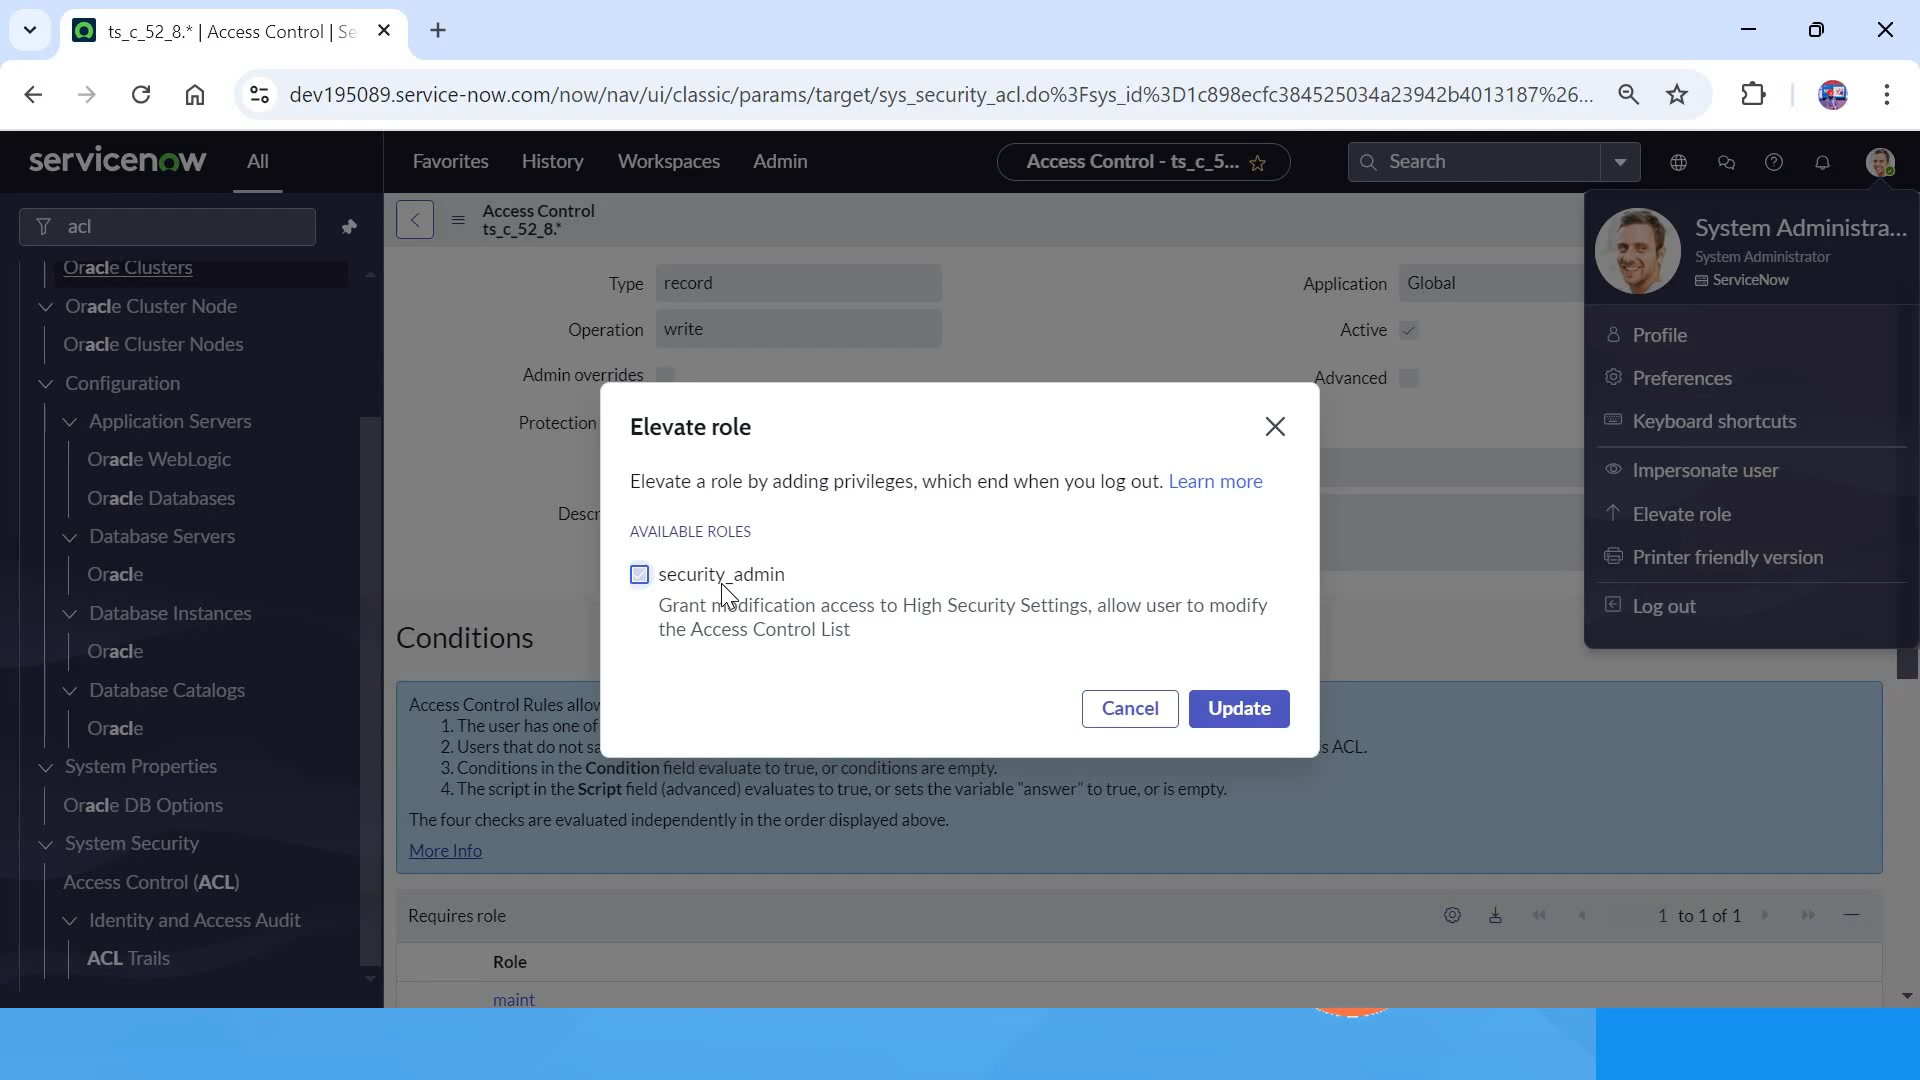 ts_c_52_8.* | Access Control | Se
dev195089.service-now.com/now/nav/ui/classic/params/target/sys_security_acl.do%3Fsys_id%3D1c898ecfc384525034a23942b4013187%26...
servicenow
All
Favorites
History
Workspaces
Admin
Access Control - ts_c_5...
Search
acl
Oracle Clusters
Oracle Cluster Node
Oracle Cluster Nodes
Configuration
Application Servers
Oracle WebLogic
Oracle Databases
Database Servers
Oracle
Database Instances
Oracle
Database Catalogs
Oracle
System Properties
Oracle DB Options
System Security
Access Control (ACL)
Identity and Access Audit
ACL Trails
Access Control
ts_c_52_8.*
Type
record
Application
Global
Operation
write
Active
Admin overrides
Advanced
Protection
Descr
Elevate role
Elevate a role by adding privileges, which end when you log out. Learn more
AVAILABLE ROLES
security_admin
Grant modification access to High Security Settings, allow user to modify
the Access Control List
Cancel
Update
System Administra...
System Administrator
ServiceNow
Profile
Preferences
Keyboard shortcuts
Impersonate user
Elevate role
Printer friendly version
Log out
Conditions
Access Control Rules allow
1. The user has one of
2. Users that do not sa
s ACL.
3. Conditions in the Condition field evaluate to true, or conditions are empty.
4. The script in the Script field (advanced) evaluates to true, or sets the variable "answer" to true, or is empty.
The four checks are evaluated independently in the order displayed above.
More Info
Requires role
1 to 1 of 1
Role
maint